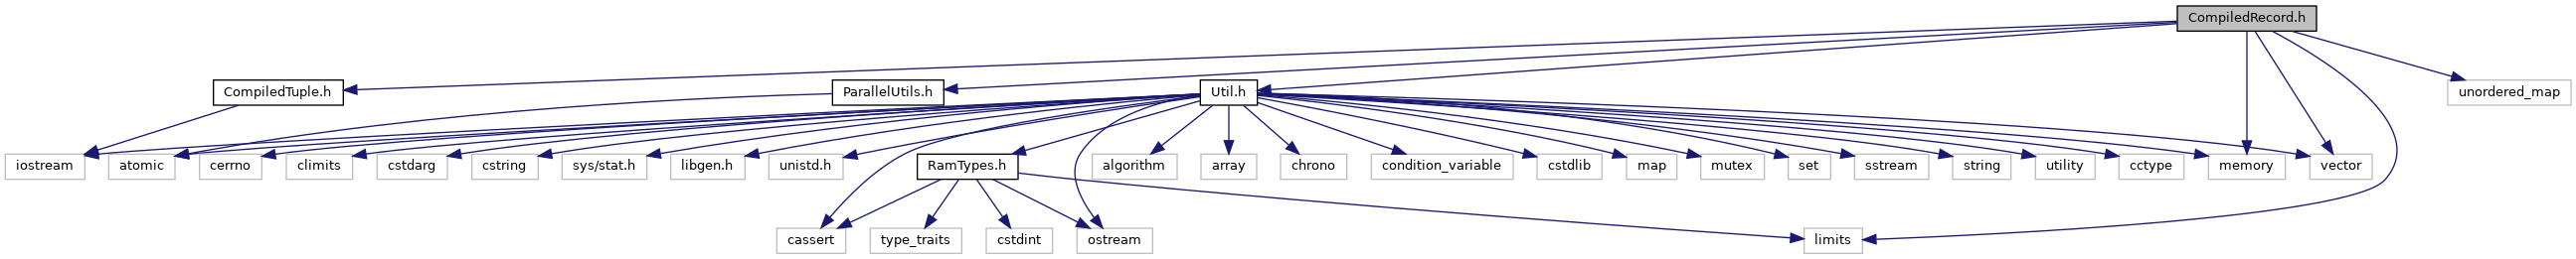 CompiledRecord.h
CompiledTuple.h
ParallelUtils.h
Util.h
unordered_map
iostream
atomic
cerrno
climits
cstdarg
cstring
sys/stat.h
libgen.h
unistd.h
RamTypes.h
algorithm
array
chrono
condition_variable
cstdlib
map
mutex
set
sstream
string
utility
cctype
memory
vector
cassert
type_traits
cstdint
ostream
limits